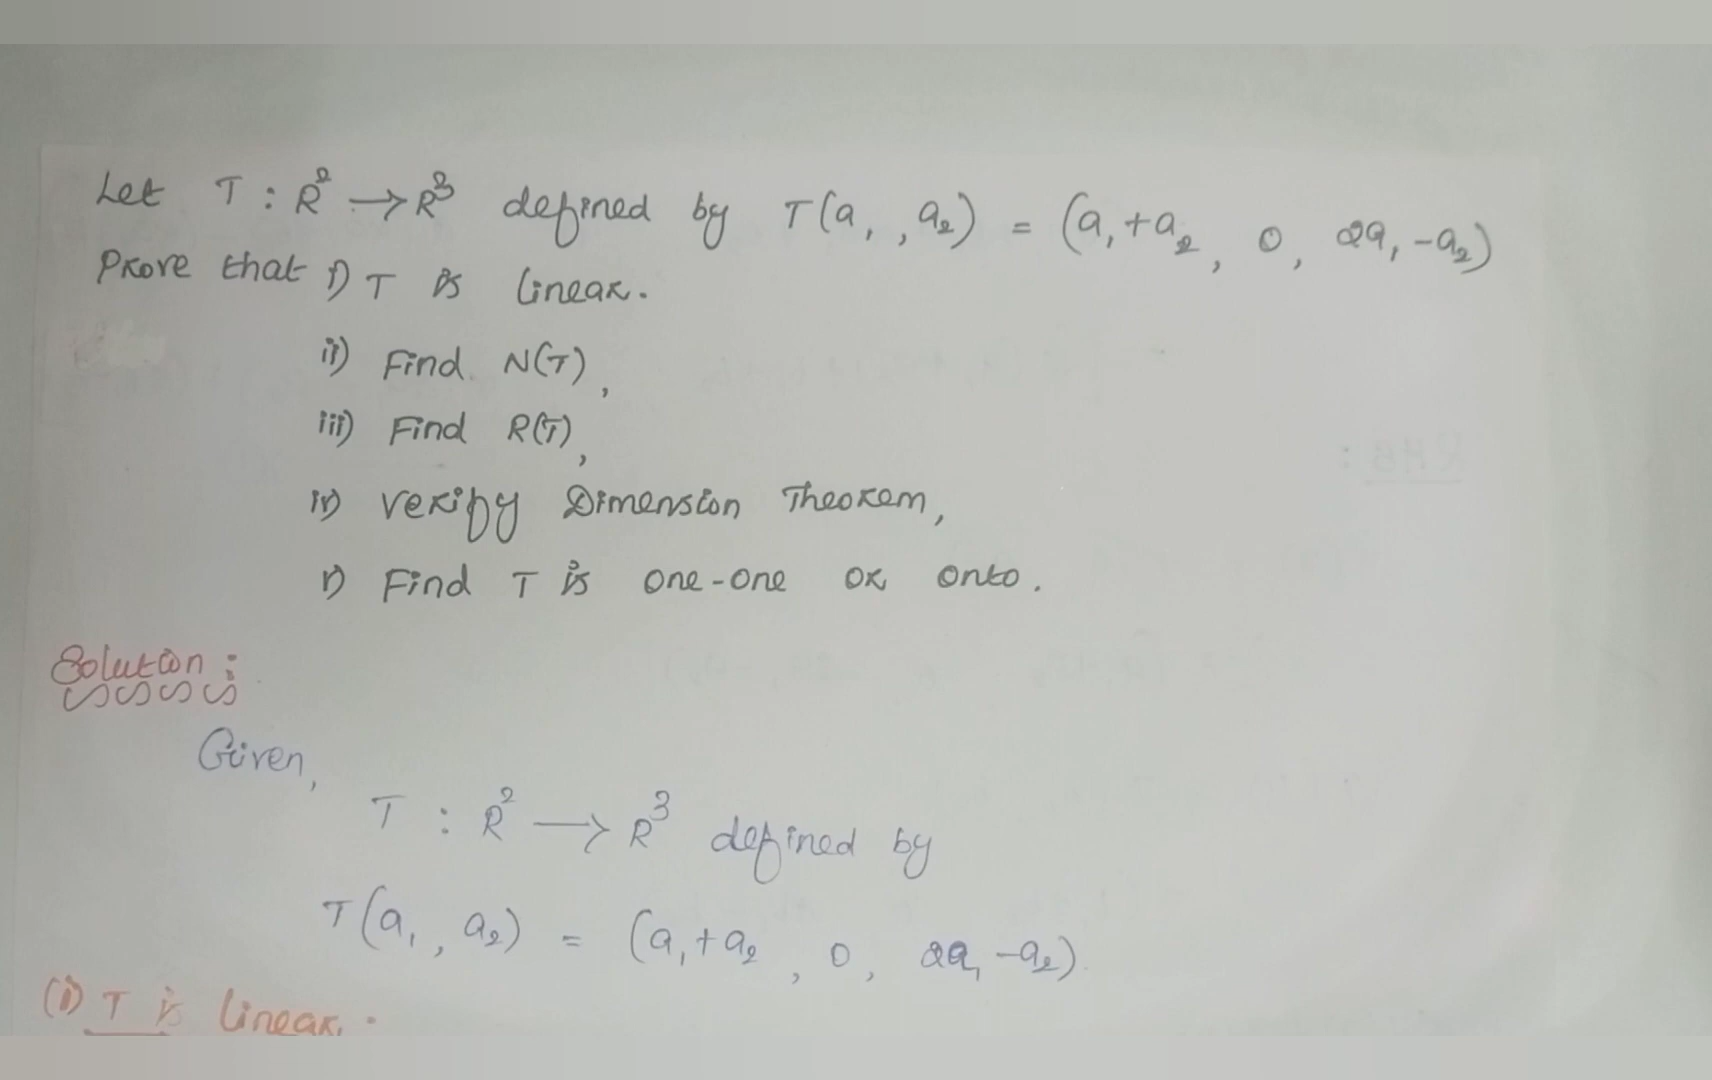 Let T : R² → R³ defined by T(a₁, a₂) = (a₁+a₂, 0, 2a₁-a₂)
Prove that i) T is linear.
ii) Find N(T),
iii) Find R(T),
iv) verify Dimension Theorem,
v) Find T is one-one or onto.
Solution :
Given,
T : R² → R³ defined by
T(a₁, a₂) = (a₁+a₂, 0, 2a₁-a₂).
(i) T is linear.